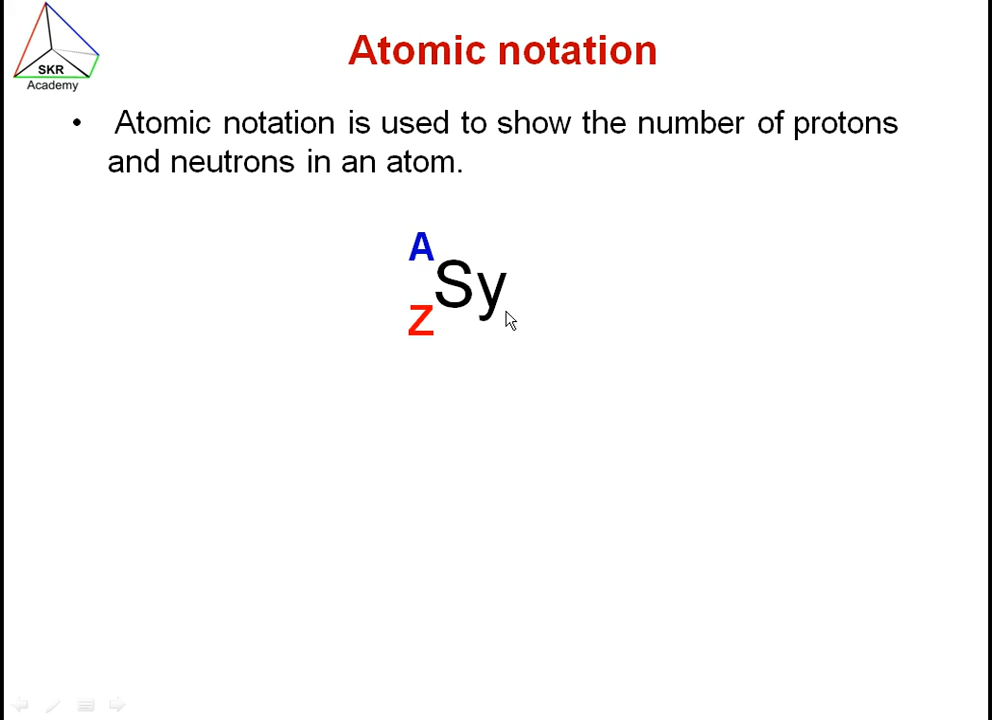 SKR
Academy
Atomic notation
• Atomic notation is used to show the number of protons
and neutrons in an atom.
A
Sy
Z